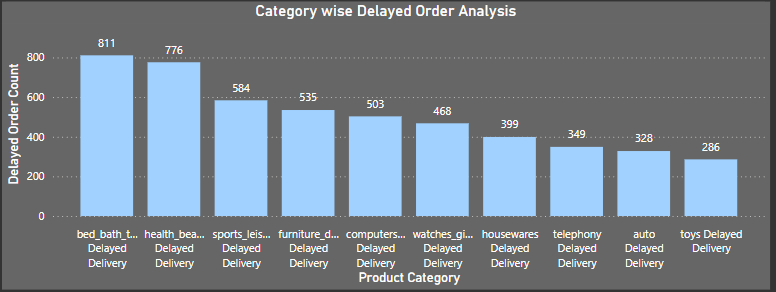 Category wise Delayed Order Analysis
Delayed Order Count
800
600
400
200
0
811
776
584
535
503
468
399
349
328
286
bed_bath_t...
Delayed
Delivery
health_bea...
Delayed
Delivery
sports_leis...
Delayed
Delivery
furniture_d...
Delayed
Delivery
computers...
Delayed
Delivery
watches_gi...
Delayed
Delivery
housewares
Delayed
Delivery
telephony
Delayed
Delivery
auto
Delayed
Delivery
toys Delayed
Delivery
Product Category